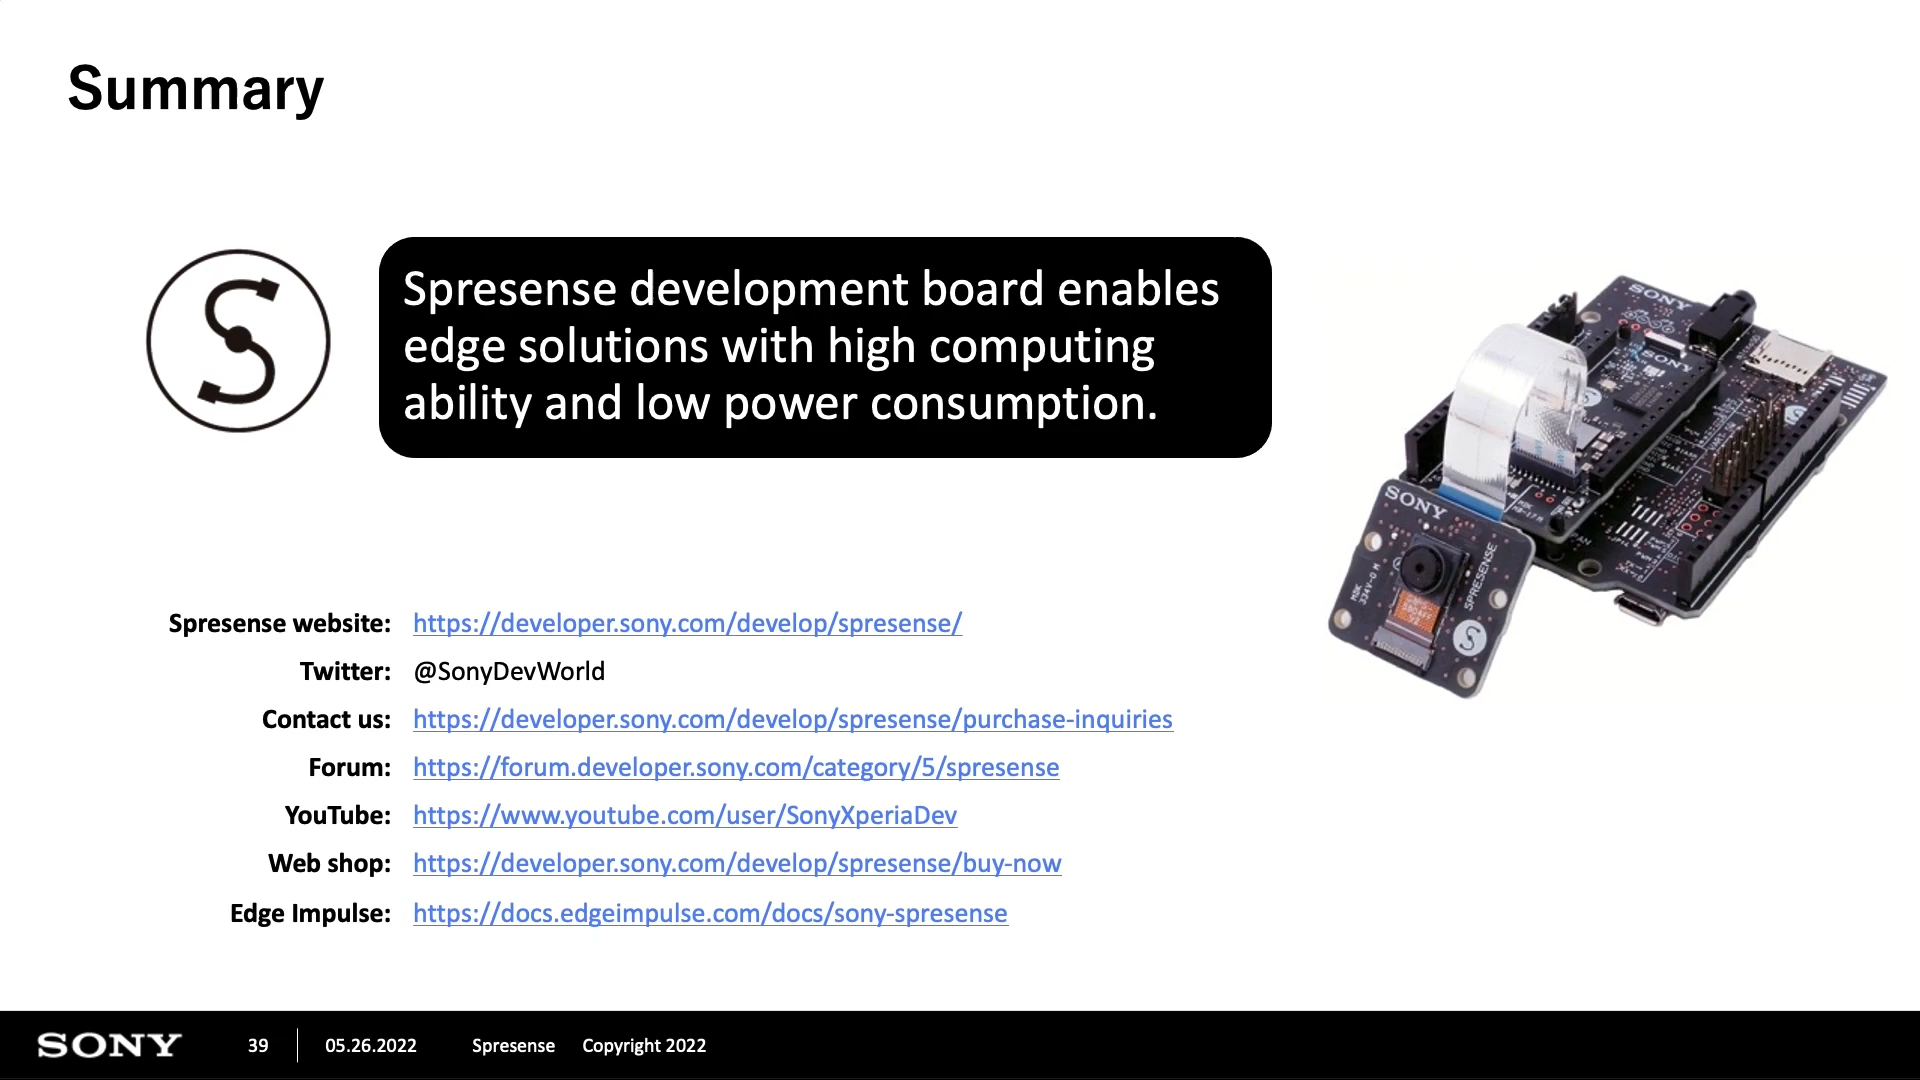 Summary
Spresense development board enables
edge solutions with high computing
ability and low power consumption.
SONY
SONY
SONY
SPRESENSE
Spresense website: https://developer.sony.com/develop/spresense/
Twitter: @SonyDevWorld
Contact us: https://developer.sony.com/develop/spresense/purchase-inquiries
Forum: https://forum.developer.sony.com/category/5/spresense
YouTube: https://www.youtube.com/user/SonyXperiaDev
Web shop: https://developer.sony.com/develop/spresense/buy-now
Edge Impulse: https://docs.edgeimpulse.com/docs/sony-spresense
SONY 39 05.26.2022 Spresense Copyright 2022